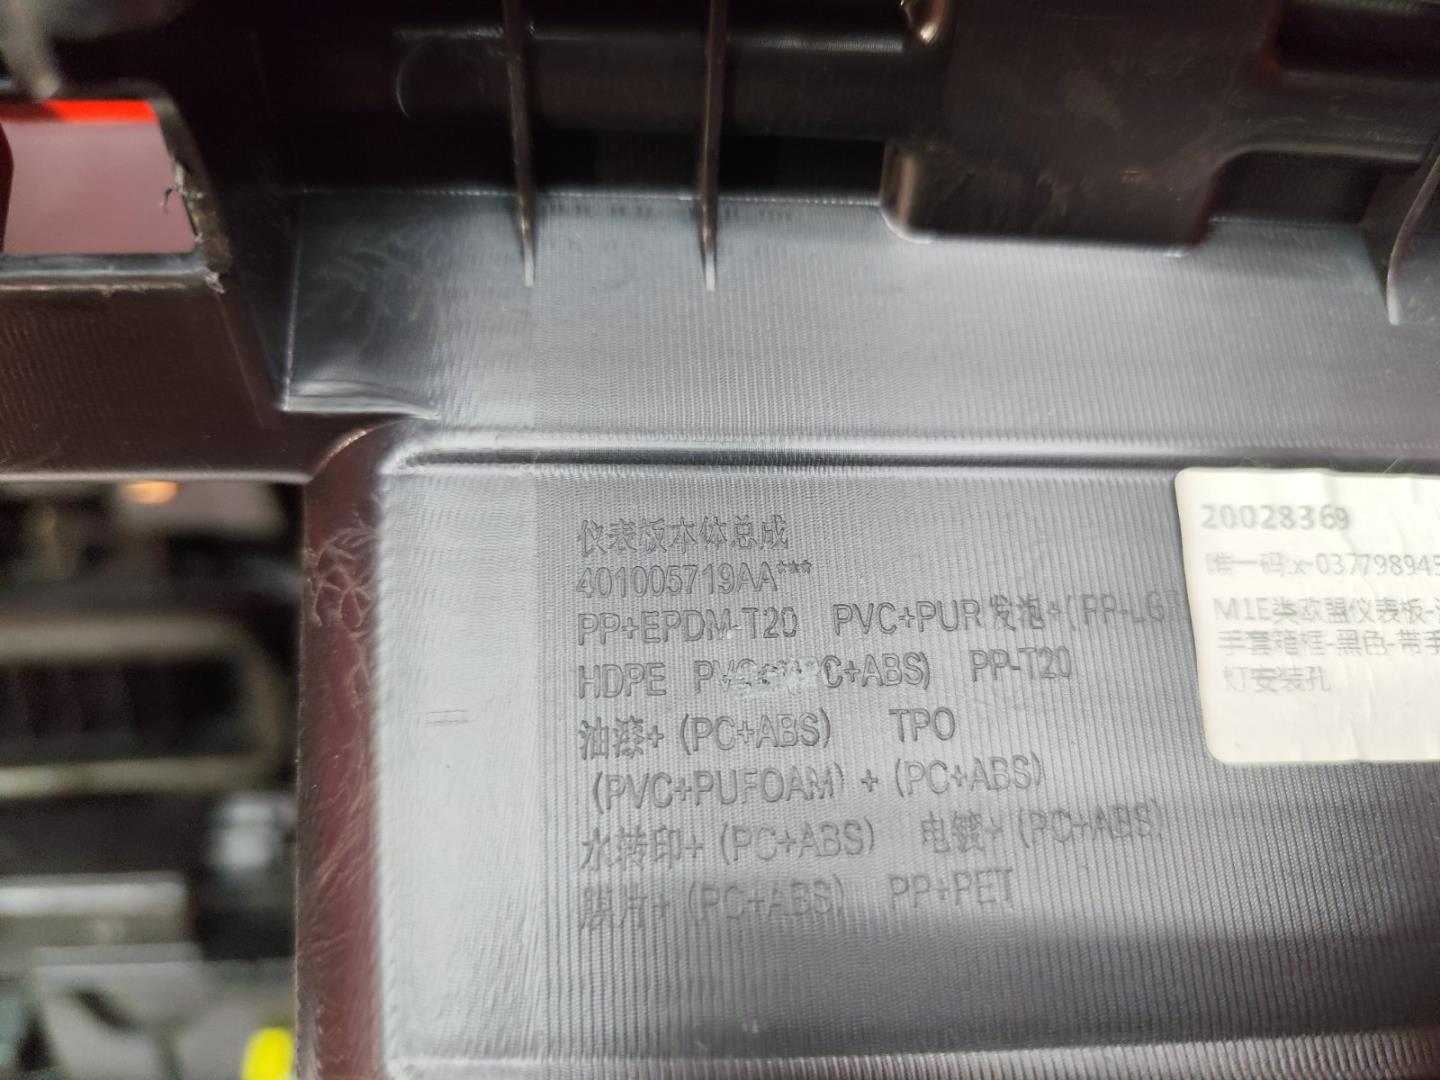 仪表板本体总成
401005719AA***
PP+EPDM-T20 PVC+PUR发泡+(PP-LG
HDPE C+ABS) PP-T20
油漆+ (PC+ABS) TPO
(PVC+PUFOAM) + (PC+ABS)
水转印+ (PC+ABS) 电镀+ (PC+ABS)
膜片+ (PC+ABS) PP+PET
20028369
唯一码:x-037798945
M1E类欧盟仪表板-
手套箱框-黑色-带手
灯安装孔